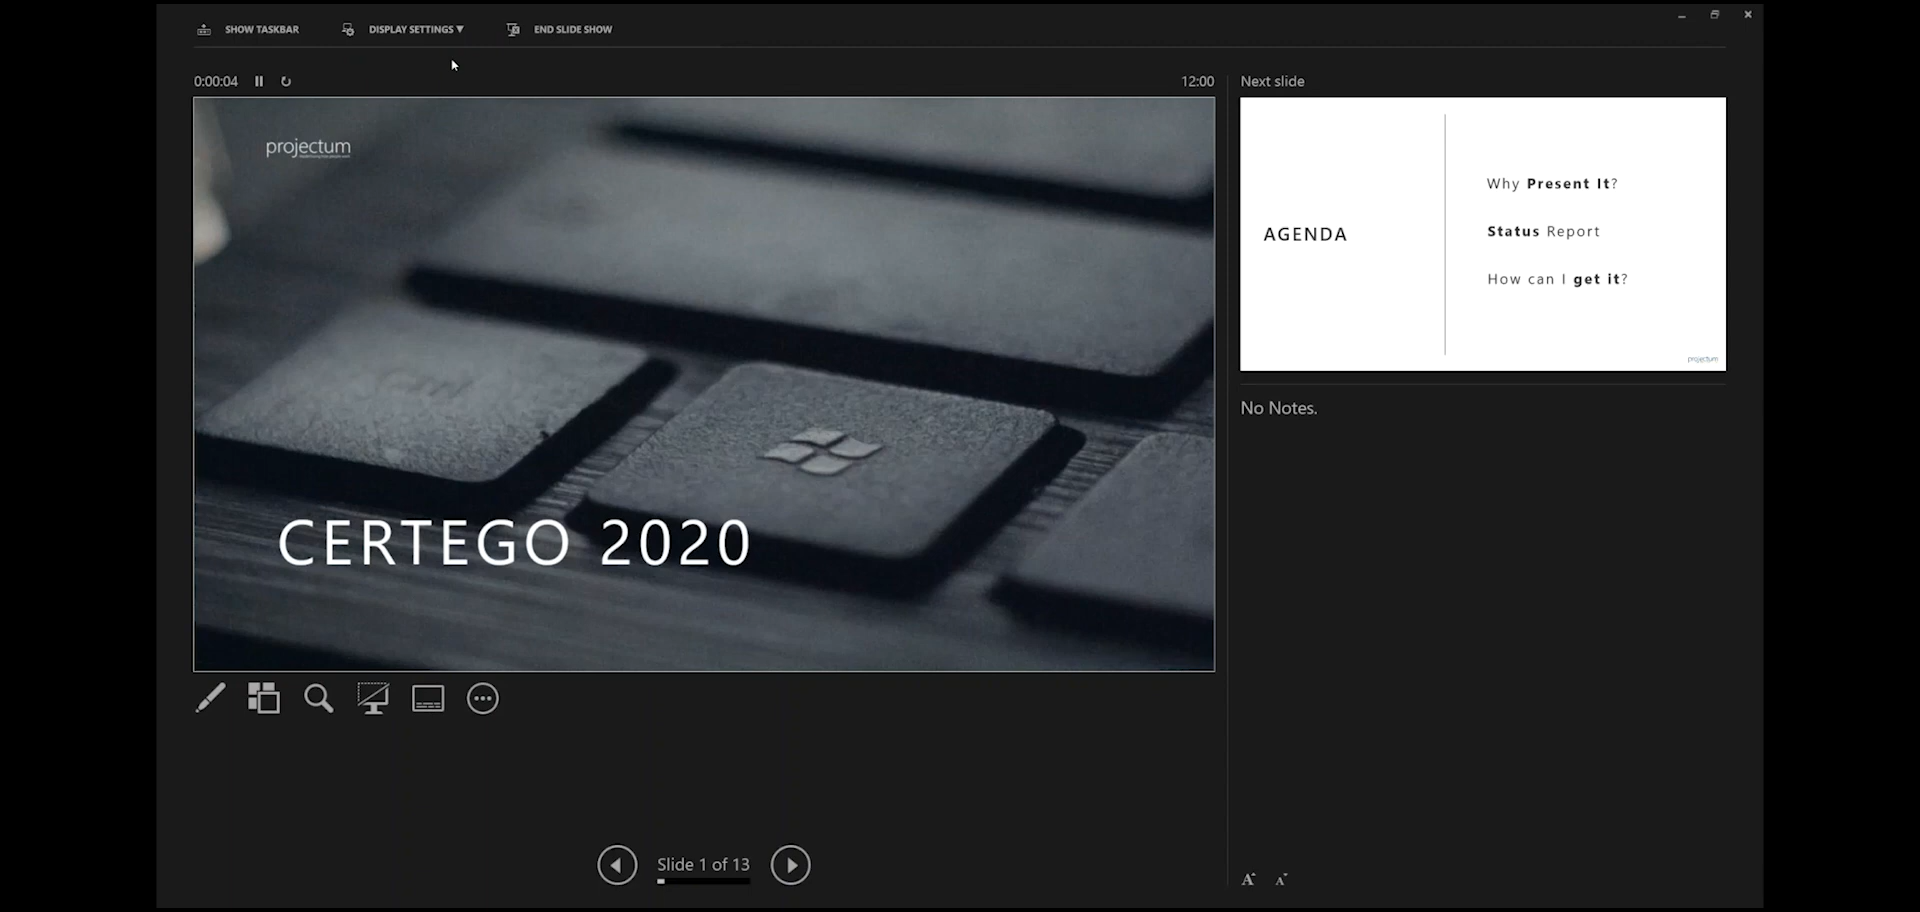 SHOW TASKBAR
DISPLAY SETTINGS ▼
END SLIDE SHOW
0:00:04
12:00
Next slide
projectum
CERTEGO 2020
AGENDA
Why Present It?
Status Report
How can I get it?
projectum
No Notes.
Slide 1 of 13
A A